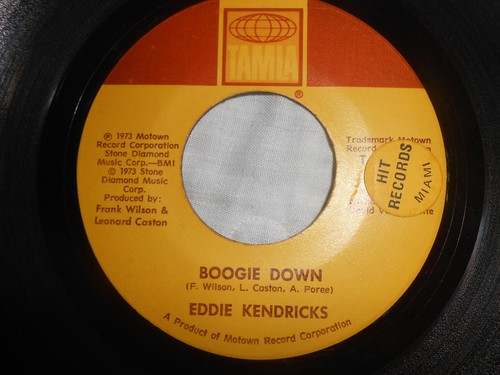 TAMLA
®
℗ 1973 Motown
Record Corporation
Stone Diamond
Music Corp.—BMI
© 1973 Stone
Diamond Music
Corp.
Produced by:
Frank Wilson &
Leonard Caston
Trademark Motown
Record
HIT
RECORDS
MIAMI
BOOGIE DOWN
(F. Wilson, L. Caston, A. Poree)
EDDIE KENDRICKS
A Product of Motown Record Corporation